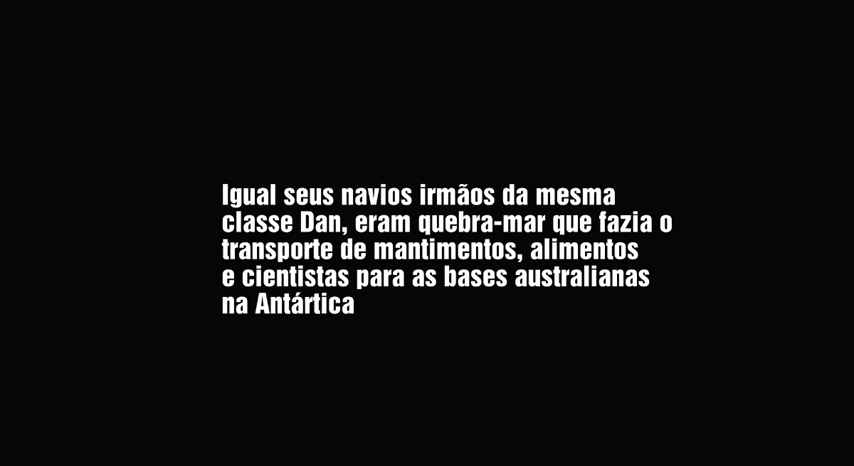 Igual seus navios irmãos da mesma
classe Dan, eram quebra-mar que fazia o
transporte de mantimentos, alimentos
e cientistas para as bases australianas
na Antártica